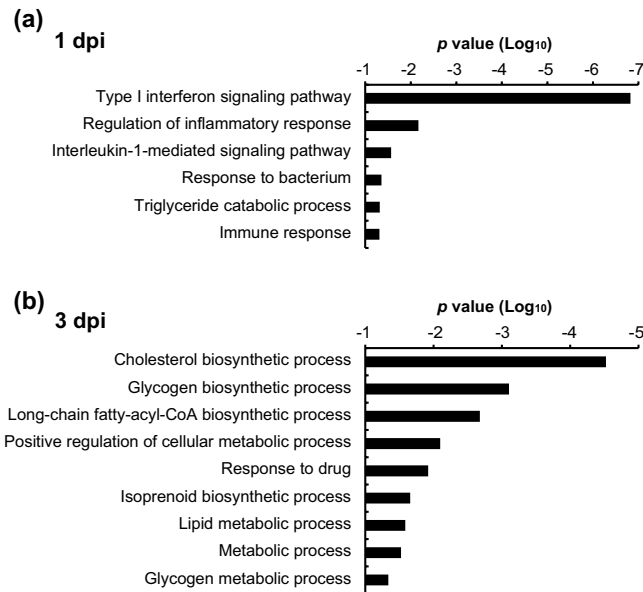 (a)
1 dpi
p value (Log10)
-1 -2 -3 -4 -5 -6 -7
Type I interferon signaling pathway
Regulation of inflammatory response
Interleukin-1-mediated signaling pathway
Response to bacterium
Triglyceride catabolic process
Immune response
(b)
3 dpi
p value (Log10)
-1 -2 -3 -4 -5
Cholesterol biosynthetic process
Glycogen biosynthetic process
Long-chain fatty-acyl-CoA biosynthetic process
Positive regulation of cellular metabolic process
Response to drug
Isoprenoid biosynthetic process
Lipid metabolic process
Metabolic process
Glycogen metabolic process